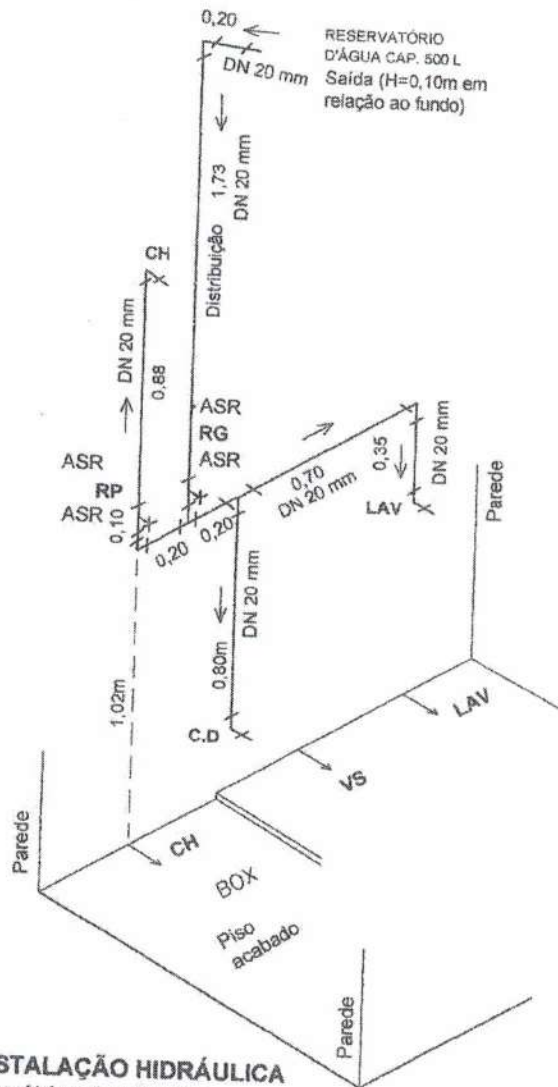 0,20
RESERVATÓRIO
D'ÁGUA CAP. 500 L
Saída (H=0,10m em
relação ao fundo)
DN 20 mm
1,73
DN 20 mm
Distribuição
CH
DN 20 mm
0,88
ASR
RG
ASR
ASR
RP
ASR
0,10
0,20
0,20
0,70
DN 20 mm
0,35
DN 20 mm
LAV
Parede
DN 20 mm
0,80m
C.D
1,02m
LAV
VS
CH
BOX
Piso
acabado
Parede
Parede
STALAÇÃO HIDRÁULICA